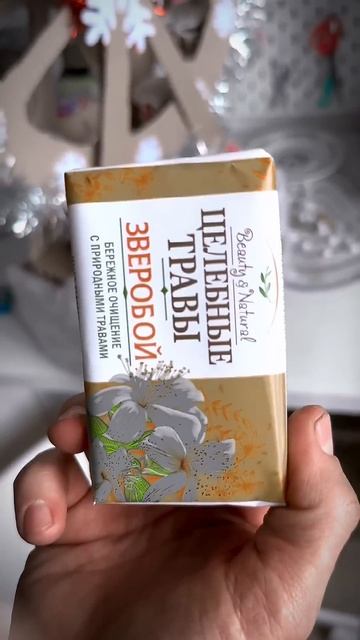 Beauty & Natural
ЦЕЛЕБНЫЕ
ТРАВЫ
ЗВЕРОБОЙ
БЕРЕЖНОЕ ОЧИЩЕНИЕ
С ПРИРОДНЫМИ ТРАВАМИ